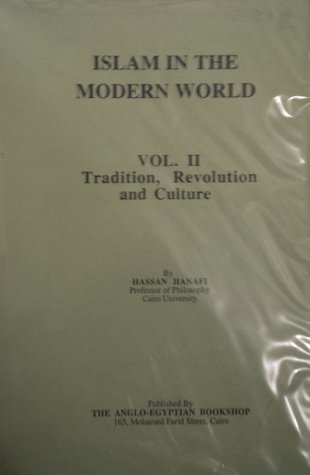 ISLAM IN THE
MODERN WORLD
VOL. II
Tradition, Revolution
and Culture
By
HASSAN HANAFI
Professor of Philosophy
Cairo University
Published By
THE ANGLO-EGYPTIAN BOOKSHOP
165, Mohamed Farid Street, Cairo